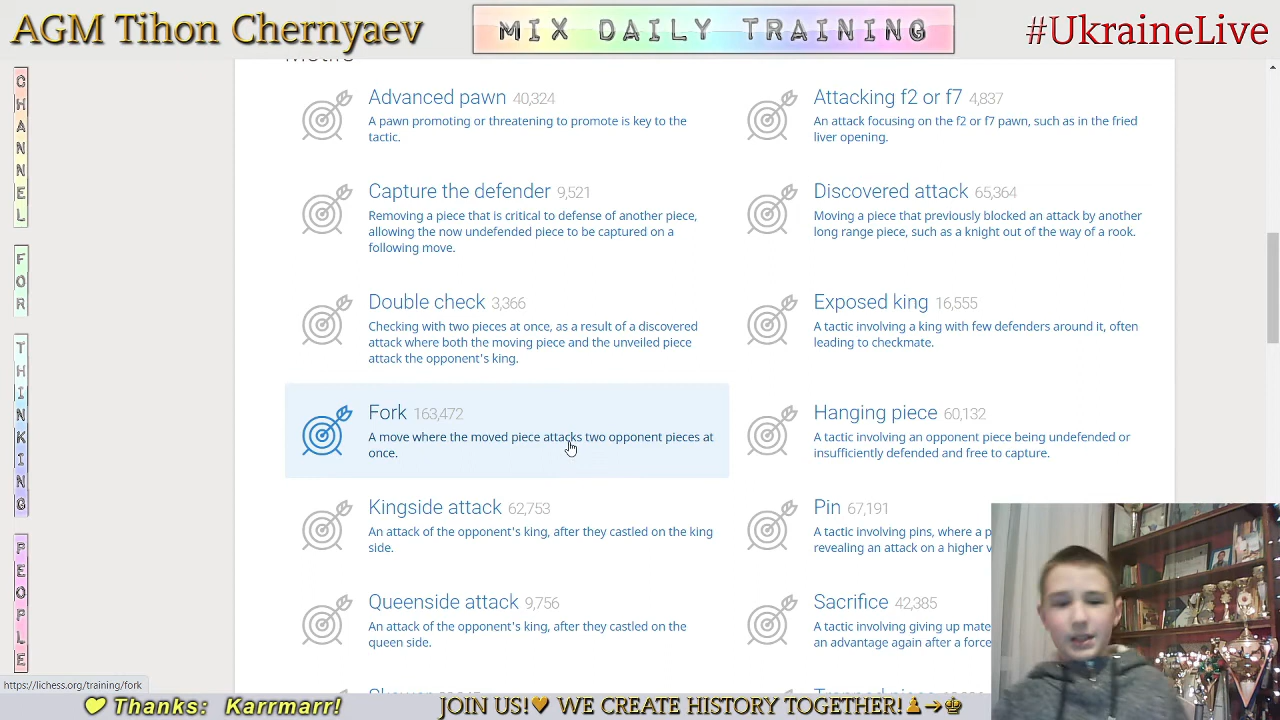 AGM Tihon Chernyaev
MIX DAILY TRAINING
#UkraineLive
CHANNEL
FOR
THINKING
PEOPLE
Motifs
Advanced pawn 40,324
A pawn promoting or threatening to promote is key to the
tactic.
Attacking f2 or f7 4,837
An attack focusing on the f2 or f7 pawn, such as in the fried
liver opening.
Capture the defender 9,521
Removing a piece that is critical to defense of another piece,
allowing the now undefended piece to be captured on a
following move.
Discovered attack 65,364
Moving a piece that previously blocked an attack by another
long range piece, such as a knight out of the way of a rook.
Double check 3,366
Checking with two pieces at once, as a result of a discovered
attack where both the moving piece and the unveiled piece
attack the opponent's king.
Exposed king 16,555
A tactic involving a king with few defenders around it, often
leading to checkmate.
Fork 163,472
A move where the moved piece attacks two opponent pieces at
once.
Hanging piece 60,132
A tactic involving an opponent piece being undefended or
insufficiently defended and free to capture.
Kingside attack 62,753
An attack of the opponent's king, after they castled on the king
side.
Pin 67,191
A tactic involving pins, where a p
revealing an attack on a higher v
Queenside attack 9,756
An attack of the opponent's king, after they castled on the
queen side.
Sacrifice 42,385
A tactic involving giving up mate
an advantage again after a force
https://lichess.org/training/fork
Thanks: Karrmarr!
JOIN US!🧡 WE CREATE HISTORY TOGETHER!♟→♚